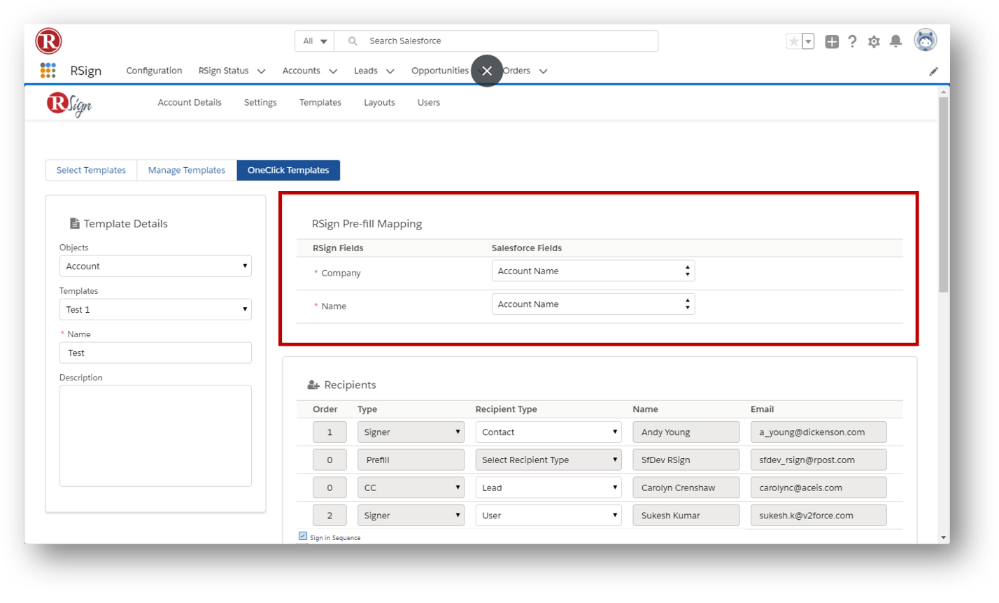 R
All
Search Salesforce
RSign
Configuration
RSign Status
Accounts
Leads
Opportunities
Orders
RSign
Account Details
Settings
Templates
Layouts
Users
Select Templates
Manage Templates
OneClick Templates
Template Details
Objects
Account
Templates
Test 1
* Name
Test
Description
RSign Pre-fill Mapping
RSign Fields Salesforce Fields
* Company Account Name
* Name Account Name
Recipients
Order Type Recipient Type Name Email
1 Signer Contact Andy Young a_young@dickenson.com
0 Prefill Select Recipient Type SfDev RSign sfdev_rsign@rpost.com
0 CC Lead Carolyn Crenshaw carolync@aceis.com
2 Signer User Sukesh Kumar sukesh.k@v2force.com
Sign in Sequence